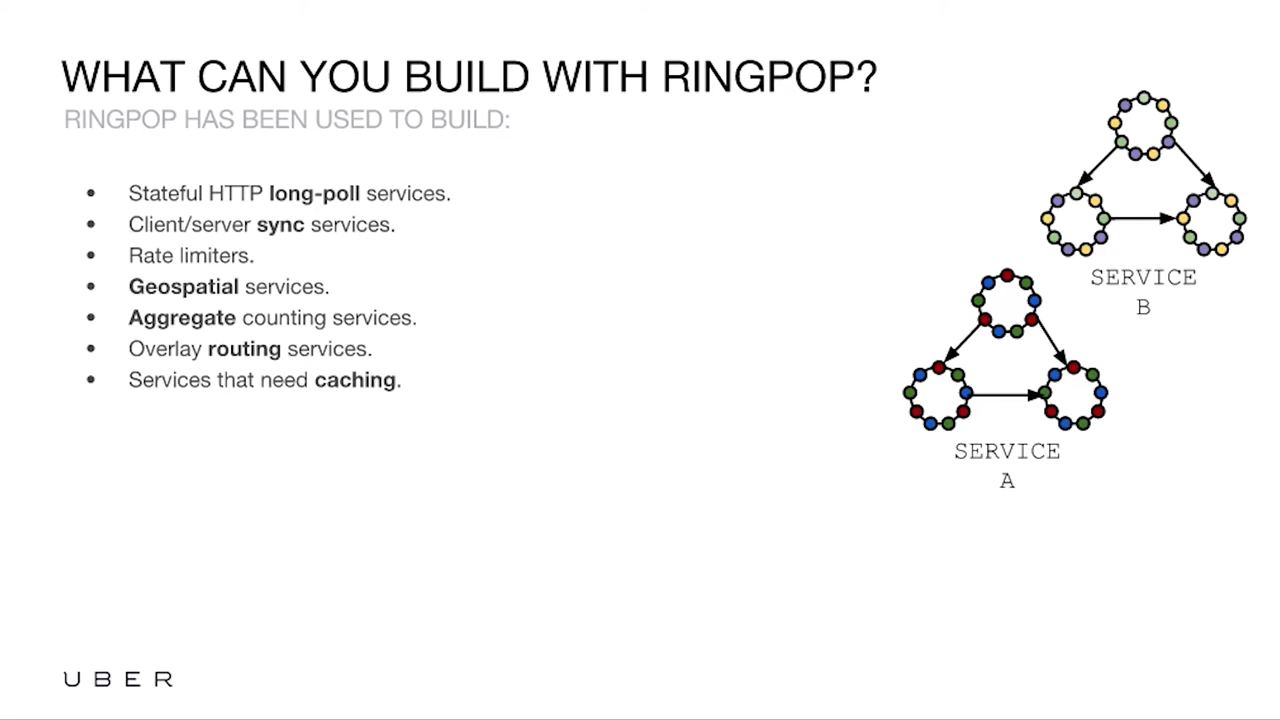 WHAT CAN YOU BUILD WITH RINGPOP?
RINGPOP HAS BEEN USED TO BUILD:
• Stateful HTTP long-poll services.
• Client/server sync services.
• Rate limiters.
• Geospatial services.
• Aggregate counting services.
• Overlay routing services.
• Services that need caching.
SERVICE
B
SERVICE
A
UBER